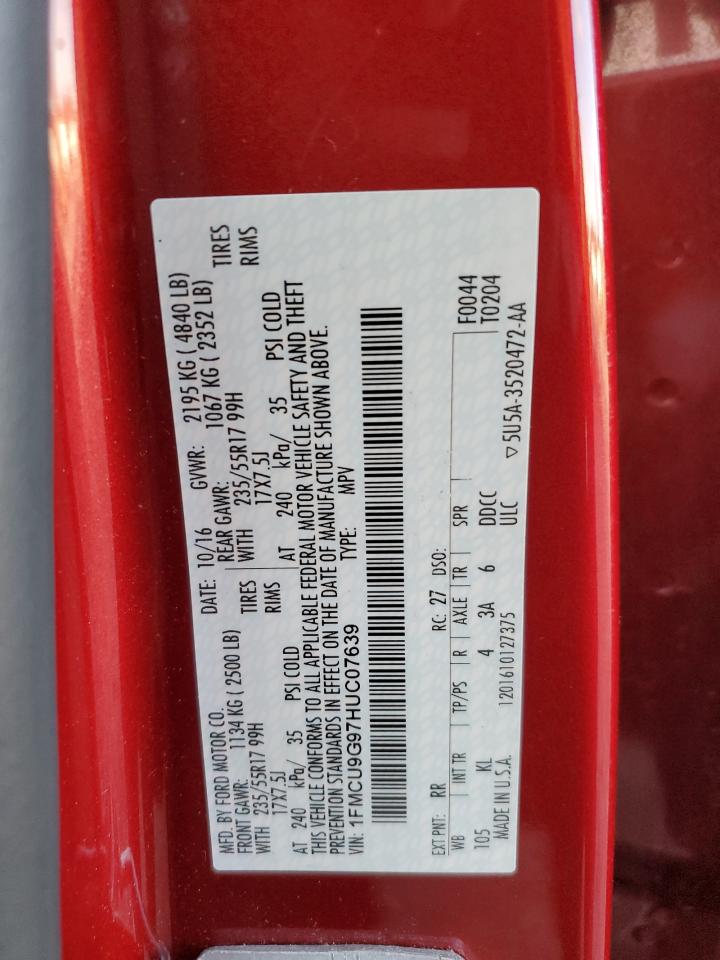 MFD. BY FORD MOTOR CO. DATE: 10/16 GVWR: 2195 KG ( 4840 LB)
FRONT GAWR: 1134 KG ( 2500 LB) REAR GAWR: 1067 KG ( 2352 LB)
WITH 235/55R17 99H TIRES WITH 235/55R17 99H TIRES
17X7.5J RIMS 17X7.5J RIMS
AT 240 kPa/ 35 PSI COLD AT 240 kPa/ 35 PSI COLD
THIS VEHICLE CONFORMS TO ALL APPLICABLE FEDERAL MOTOR VEHICLE SAFETY AND THEFT
PREVENTION STANDARDS IN EFFECT ON THE DATE OF MANUFACTURE SHOWN ABOVE.
VIN: 1FMCU9G97HUC07639 TYPE: MPV
EXT PNT: RR RC: 27 DSO: F0044
WB INT TR TP/PS R AXLE TR SPR T0204
105 KL 4 3A 6 DDCC
MADE IN U.S.A. 1201610127375 ULC
▽5U5A-3520472-AA